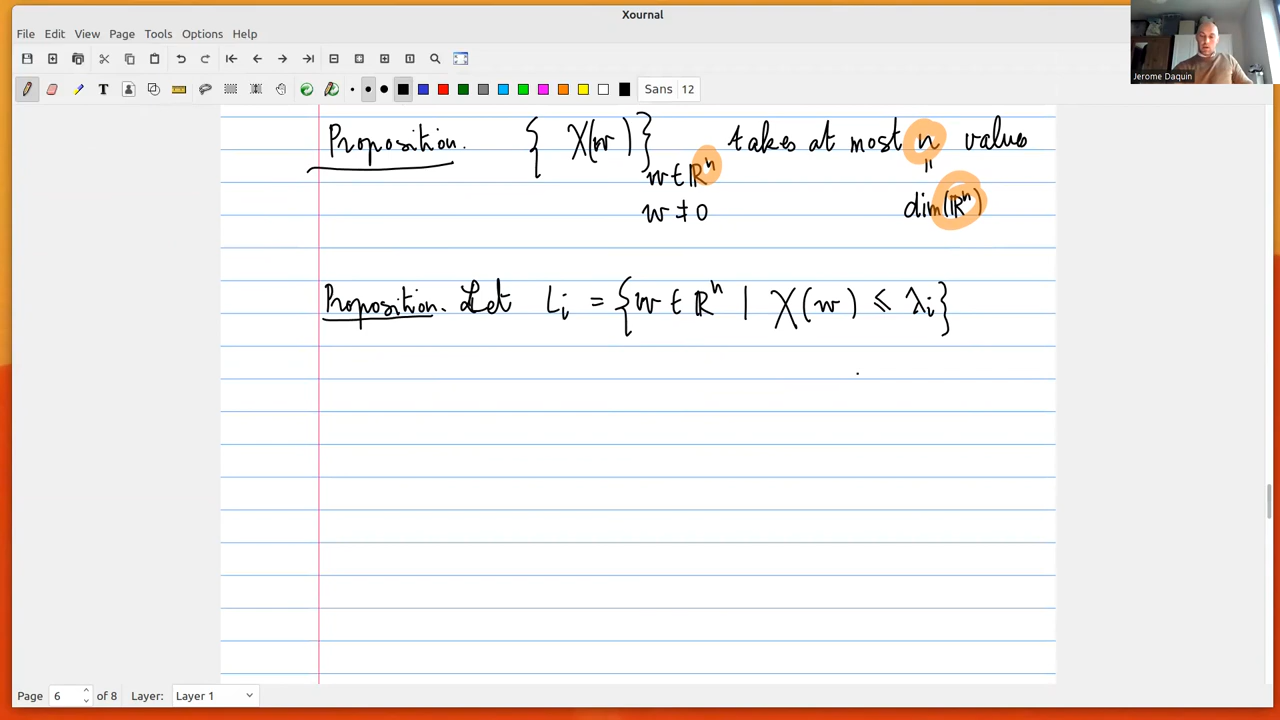 Xournal
File Edit View Page Tools Options Help
Jerome Daquin
Sans 12
Proposition. { χ(w) } takes at most n values
w ∈ ℝⁿ
w ≠ 0
=
dim(ℝⁿ)
Proposition. Let Lᵢ = { w ∈ ℝⁿ | χ(w) ⩽ λᵢ }
Page 6 of 8 Layer: Layer 1